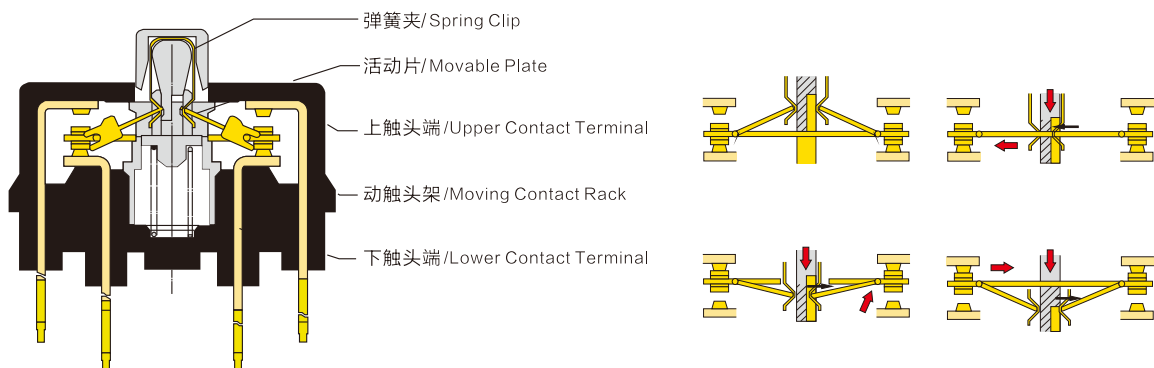 弹簧夹/Spring Clip
活动片/Movable Plate
上触头端/Upper Contact Terminal
动触头架/Moving Contact Rack
下触头端/Lower Contact Terminal